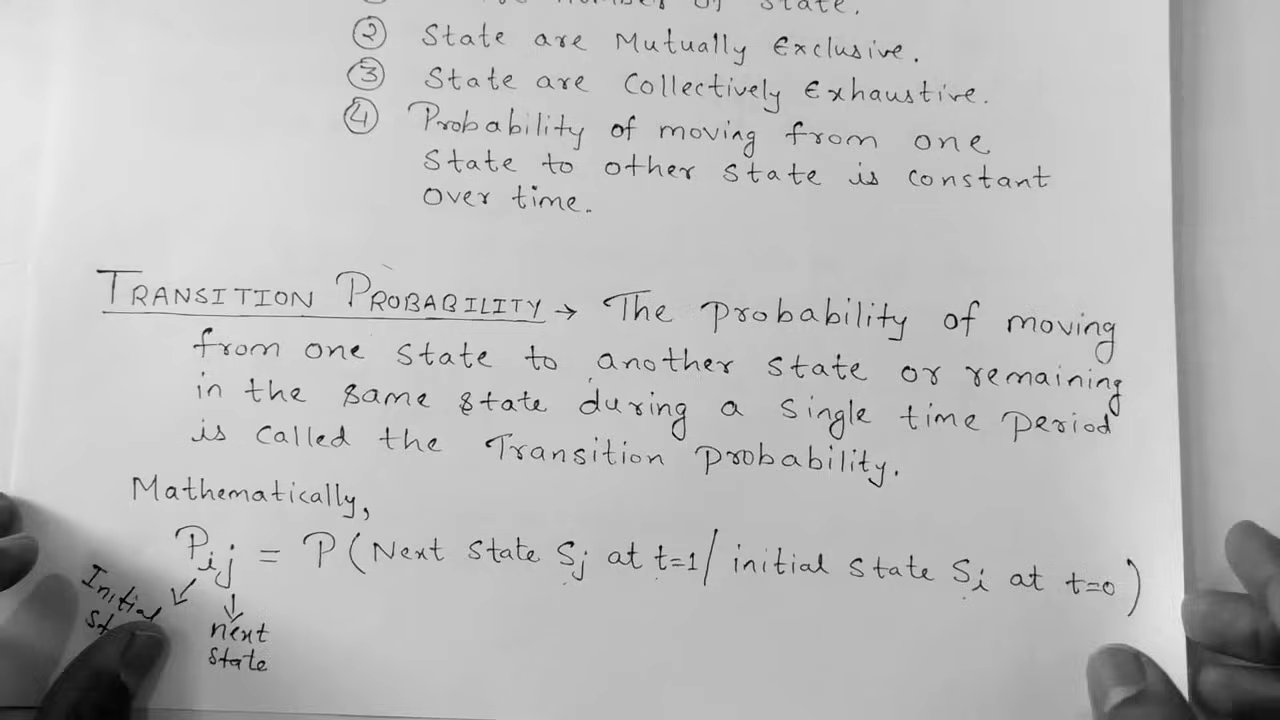 number of state.
② State are Mutually Exclusive.
③ State are Collectively Exhaustive.
④ Probability of moving from one
state to other state is constant
over time.
TRANSITION PROBABILITY → The probability of moving
from one state to another state or remaining
in the same state during a single time period
is called the Transition probability.
Mathematically,
Pij = P(Next state Sj at t=1/ initial state Si at t=0)
Initial
next
state